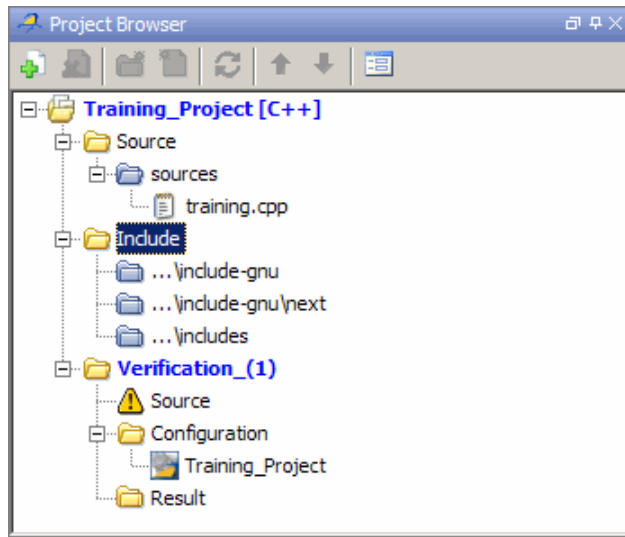 Project Browser
Training_Project [C++]
Source
sources
training.cpp
Include
...\include-gnu
...\include-gnu\next
...\includes
Verification_(1)
Source
Configuration
Training_Project
Result